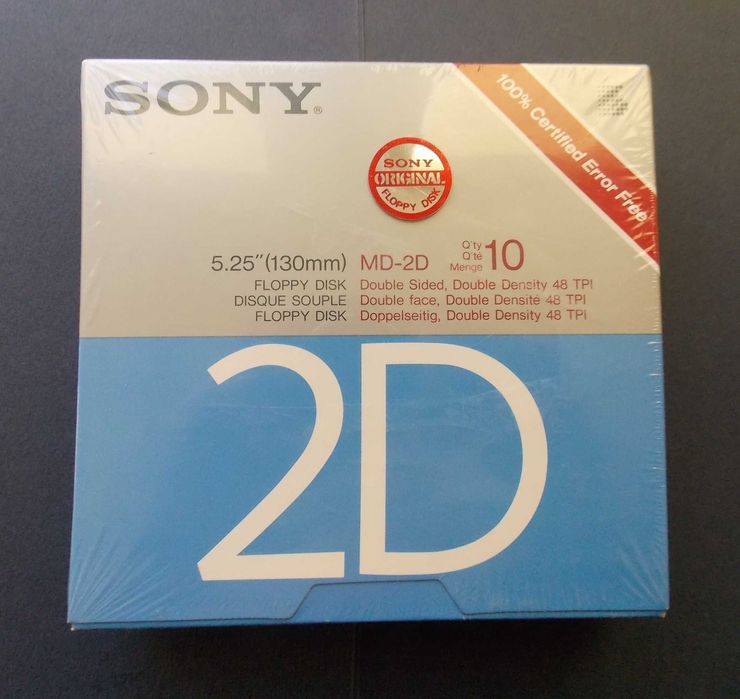 SONY®
100% Certified Error Free
SONY
ORIGINAL
FLOPPY DISK
5.25"(130mm) MD-2D Q'ty Q'té Menge 10
FLOPPY DISK Double Sided, Double Density 48 TPI
DISQUE SOUPLE Double face, Double Densité 48 TPI
FLOPPY DISK Doppelseitig, Double Density 48 TPI
2D